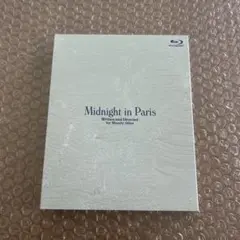 Midnight in Paris
Written and Directed
by Woody Allen